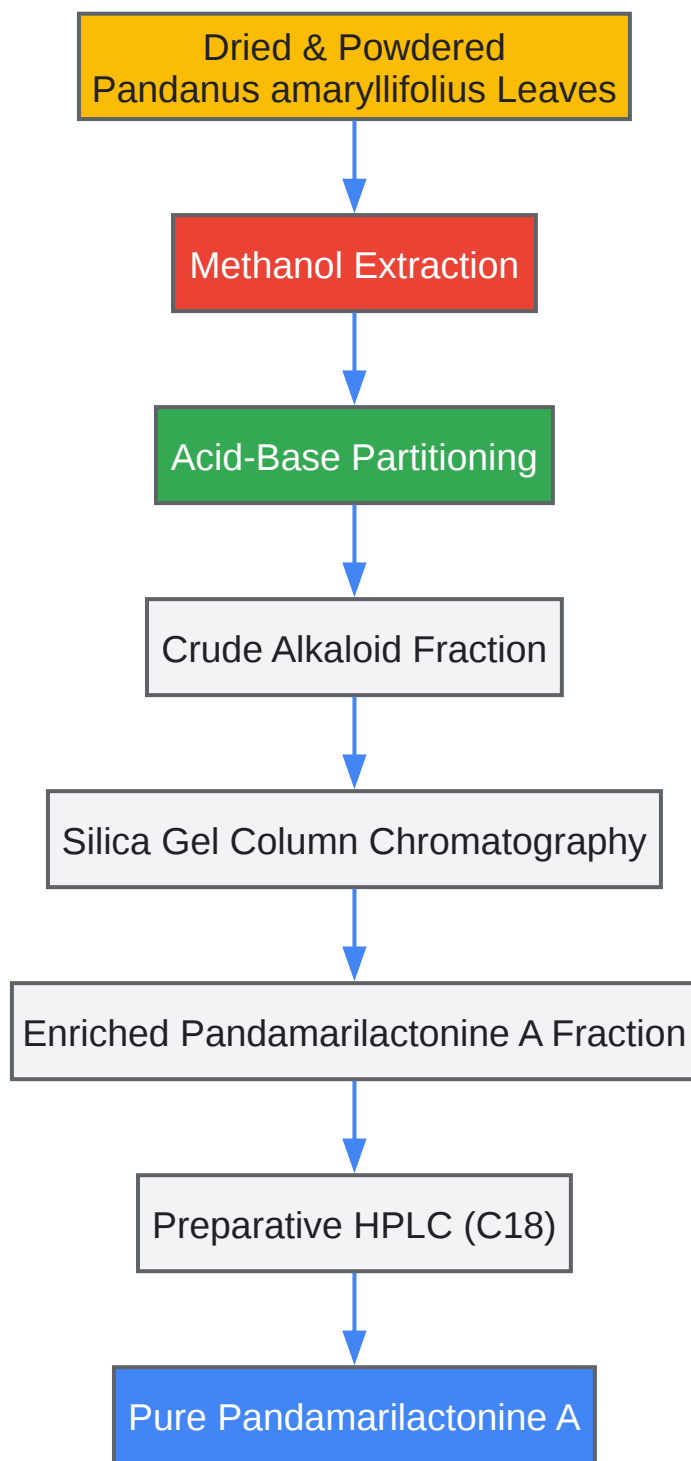 Dried & Powdered
Pandanus amaryllifolius Leaves
Methanol Extraction
Acid-Base Partitioning
Crude Alkaloid Fraction
Silica Gel Column Chromatography
Enriched Pandamarilactonine A Fraction
Preparative HPLC (C18)
Pure Pandamarilactonine A